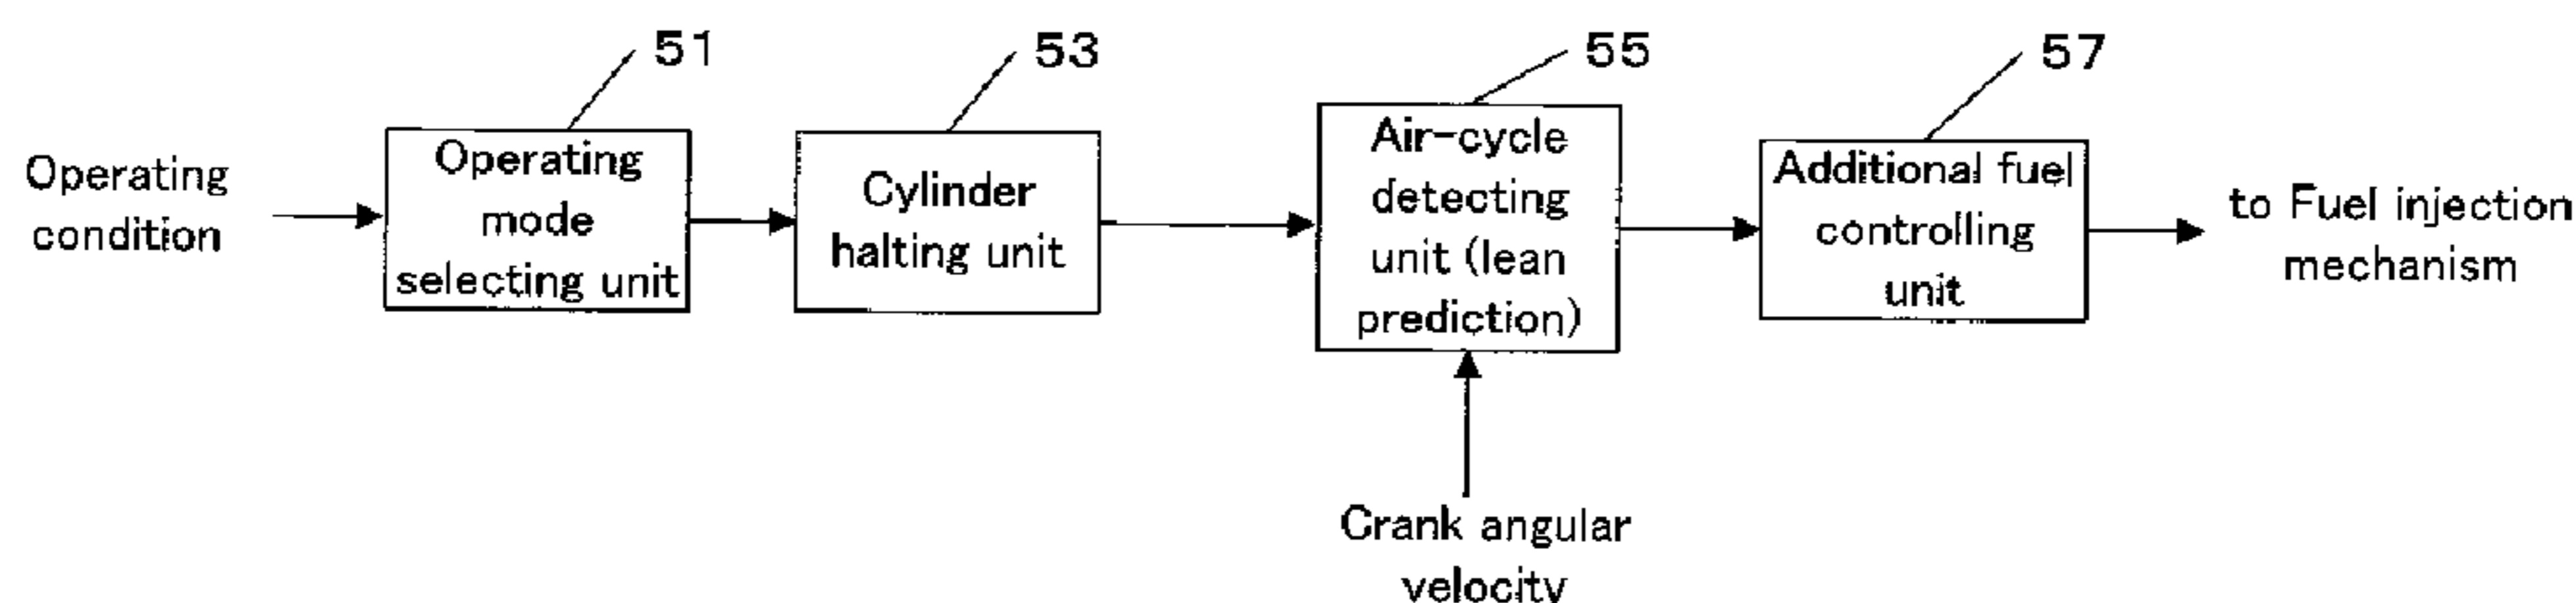 51
53
55
57
Operating
condition
Operating
mode
selecting unit
Cylinder
halting unit
Air-cycle
detecting
unit (lean
prediction)
Additional fuel
controlling
unit
to Fuel injection
mechanism
Crank angular
velocity